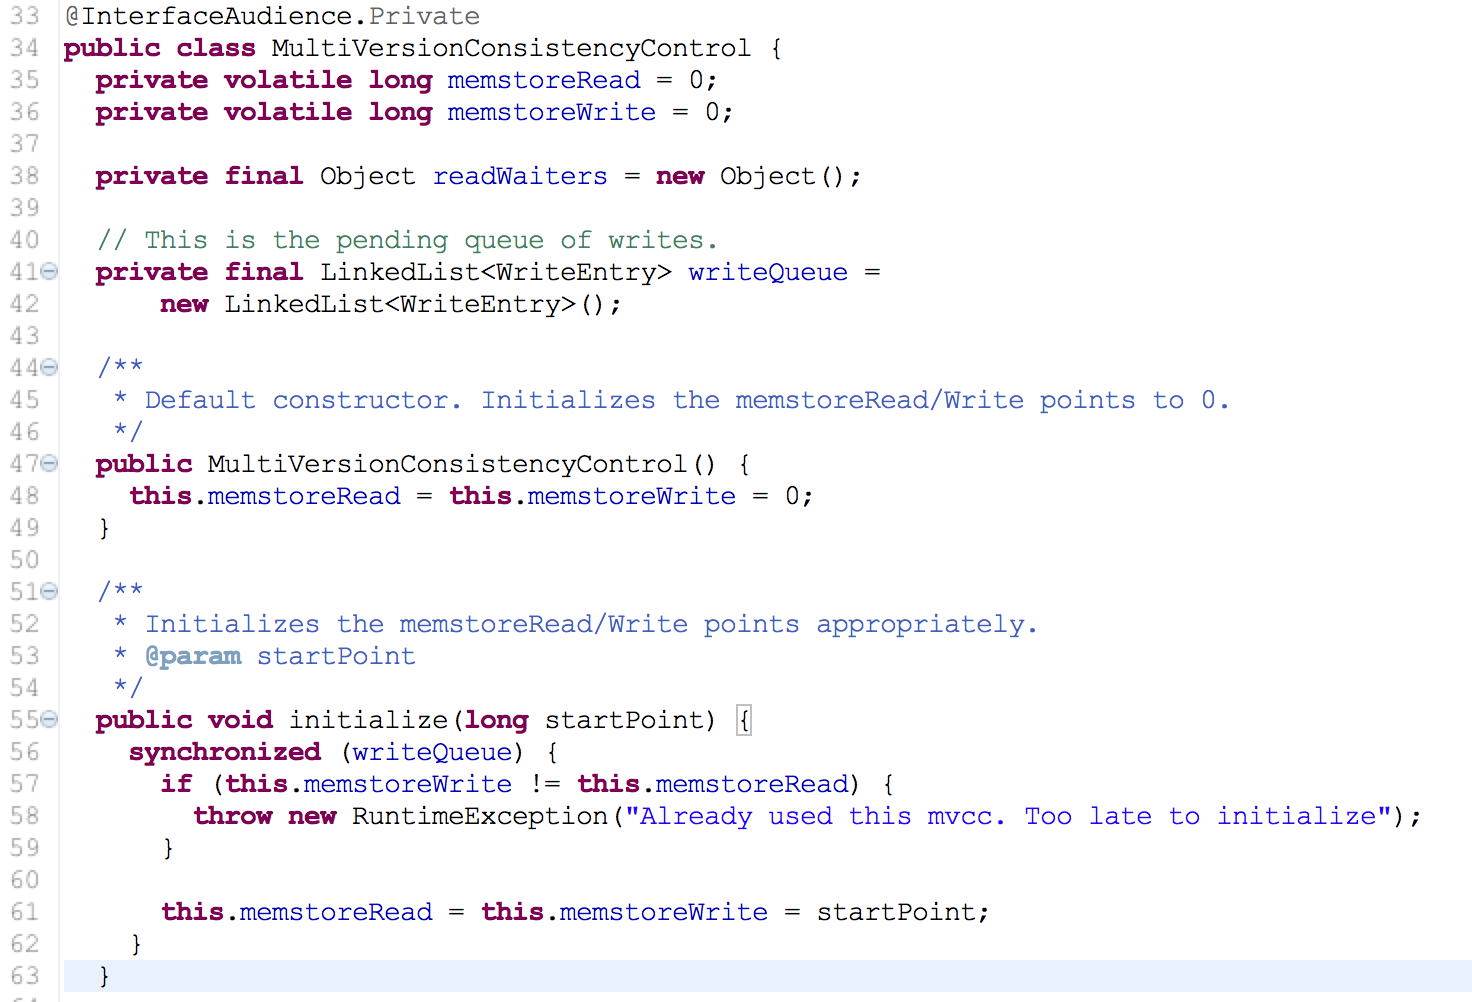 33 @InterfaceAudience.Private
34 public class MultiVersionConsistencyControl {
35   private volatile long memstoreRead = 0;
36   private volatile long memstoreWrite = 0;
37
38   private final Object readWaiters = new Object();
39
40   // This is the pending queue of writes.
41   private final LinkedList<WriteEntry> writeQueue =
42       new LinkedList<WriteEntry>();
43
44   /**
45    * Default constructor. Initializes the memstoreRead/Write points to 0.
46    */
47   public MultiVersionConsistencyControl() {
48     this.memstoreRead = this.memstoreWrite = 0;
49   }
50
51   /**
52    * Initializes the memstoreRead/Write points appropriately.
53    * @param startPoint
54    */
55   public void initialize(long startPoint) {
56     synchronized (writeQueue) {
57       if (this.memstoreWrite != this.memstoreRead) {
58         throw new RuntimeException("Already used this mvcc. Too late to initialize");
59       }
60
61       this.memstoreRead = this.memstoreWrite = startPoint;
62     }
63   }